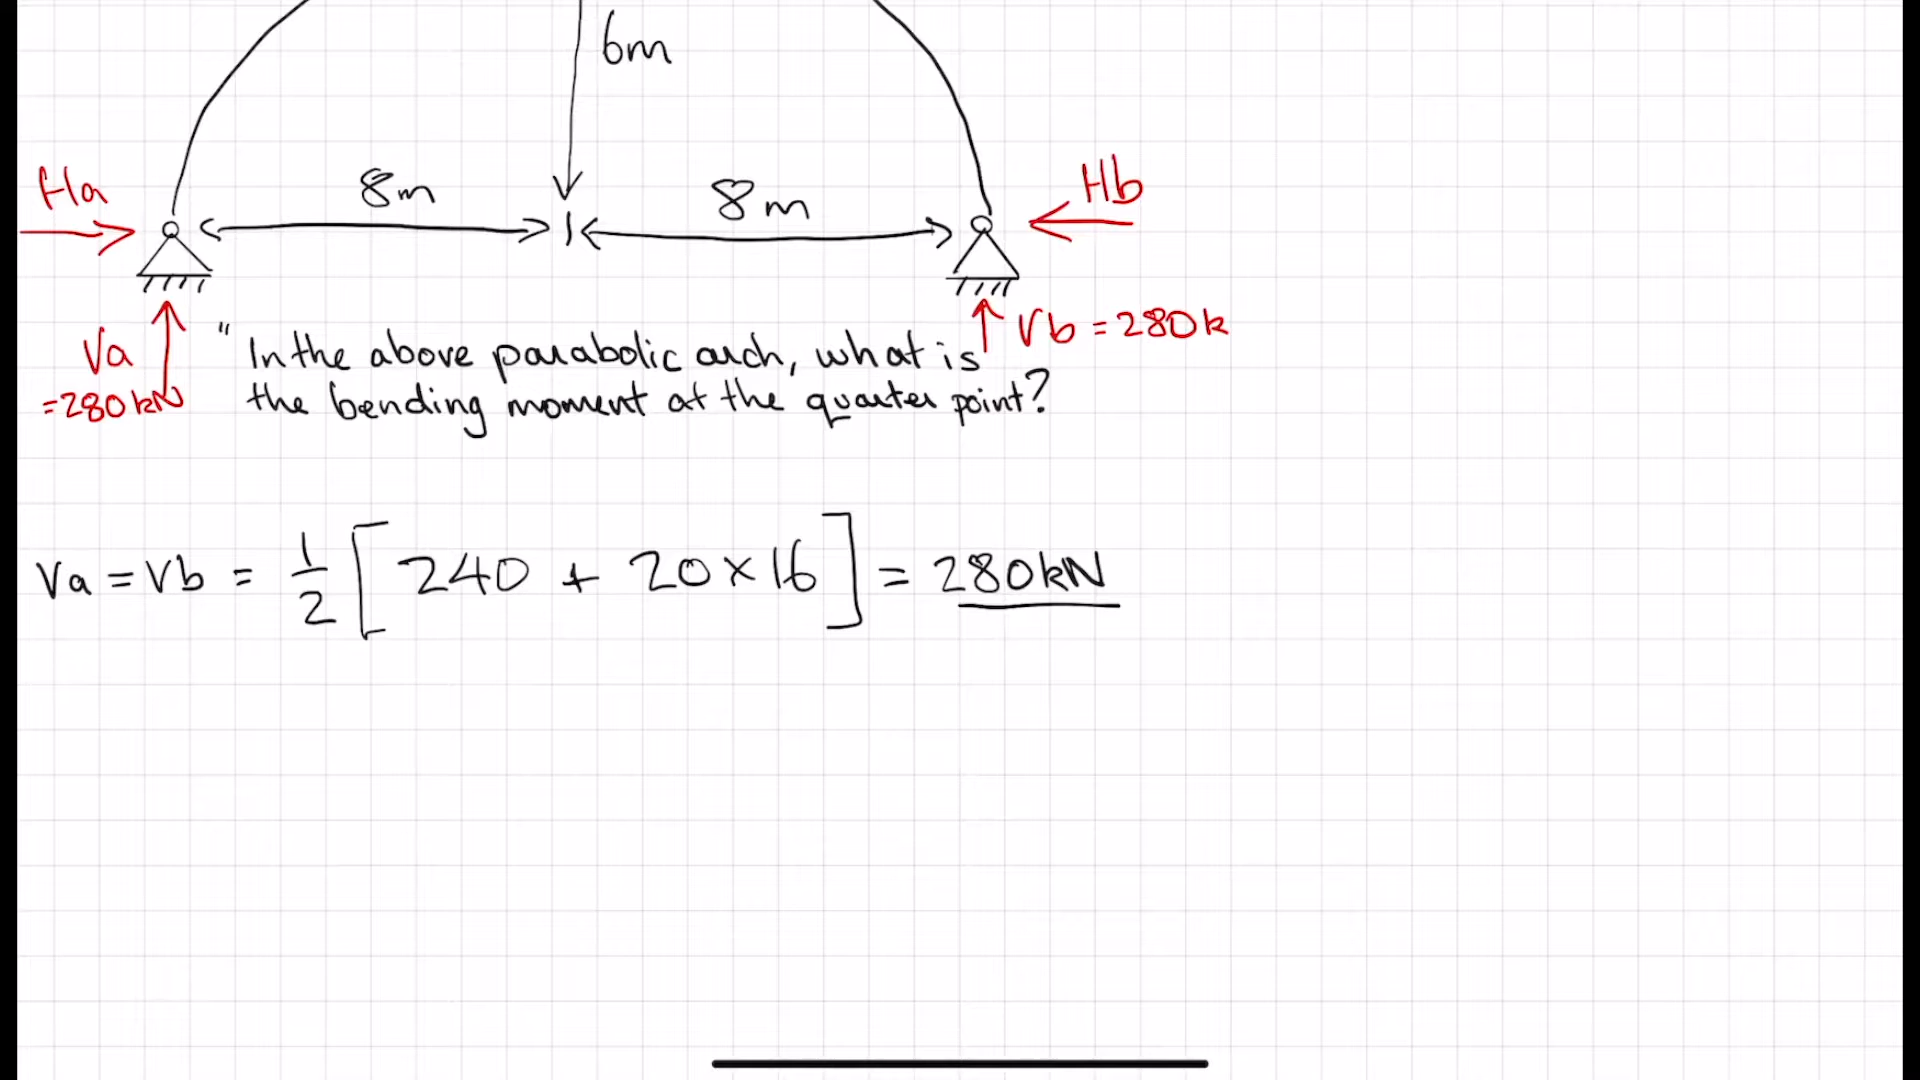 6m
Ha
8m
8m
Hb
Va
=280kN
Vb = 280k
"In the above parabolic arch, what is
the bending moment at the quarter point?
Va = Vb = 1/2 [ 240 + 20 × 16 ] = 280kN